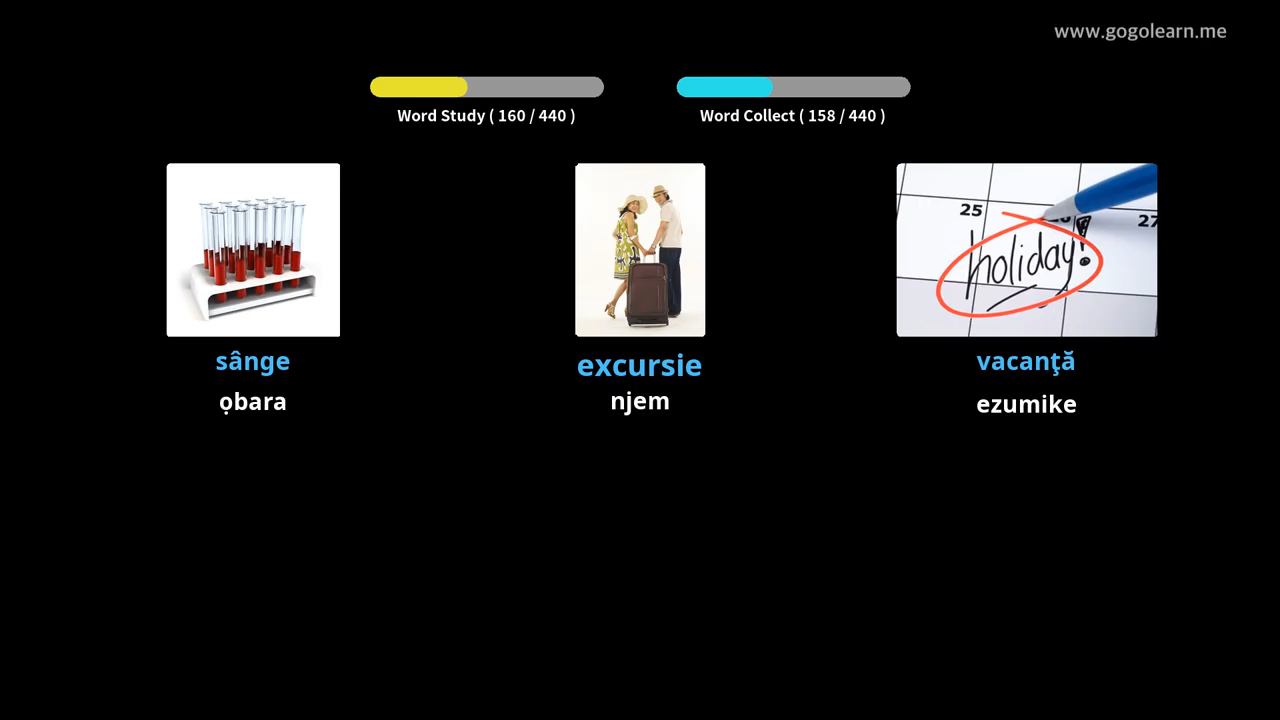 www.gogolearn.me
Word Study ( 160 / 440 )
Word Collect ( 158 / 440 )
25
27
holiday!
sânge
excursie
vacanţă
ọbara
njem
ezumike